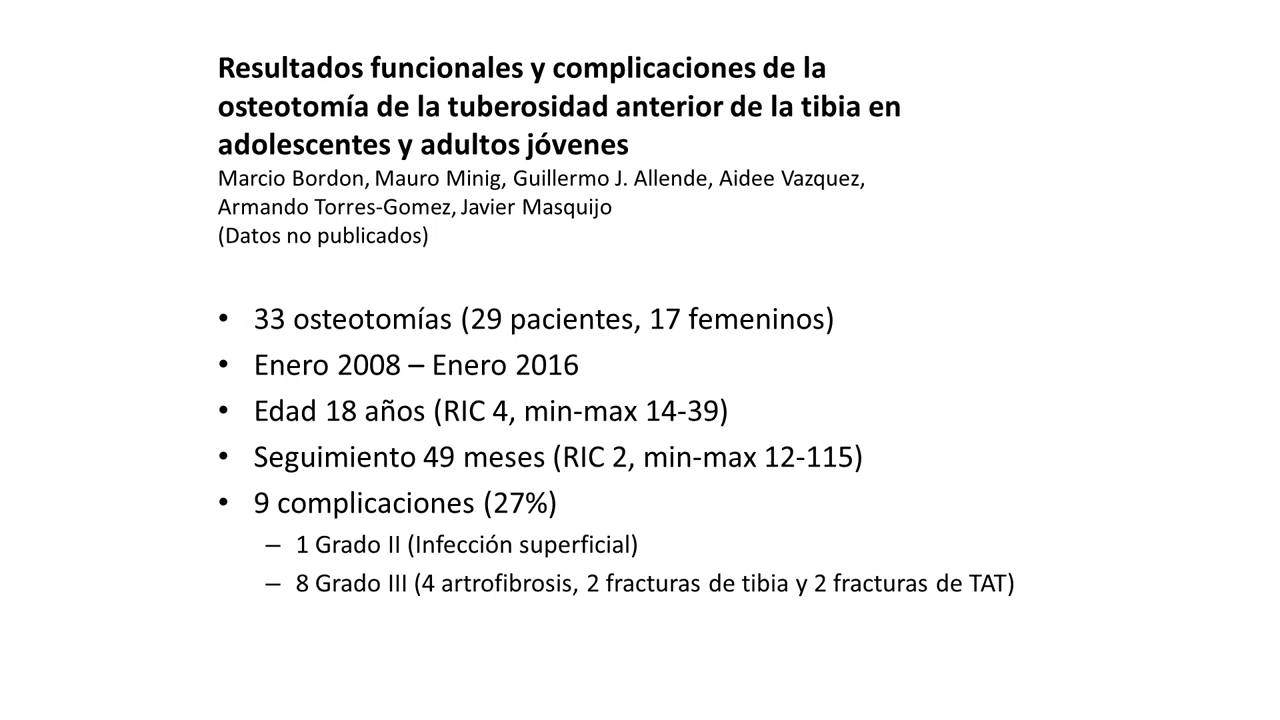 Resultados funcionales y complicaciones de la
osteotomía de la tuberosidad anterior de la tibia en
adolescentes y adultos jóvenes
Marcio Bordon, Mauro Minig, Guillermo J. Allende, Aidee Vazquez,
Armando Torres-Gomez, Javier Masquijo
(Datos no publicados)
• 33 osteotomías (29 pacientes, 17 femeninos)
• Enero 2008 – Enero 2016
• Edad 18 años (RIC 4, min-max 14-39)
• Seguimiento 49 meses (RIC 2, min-max 12-115)
• 9 complicaciones (27%)
– 1 Grado II (Infección superficial)
– 8 Grado III (4 artrofibrosis, 2 fracturas de tibia y 2 fracturas de TAT)